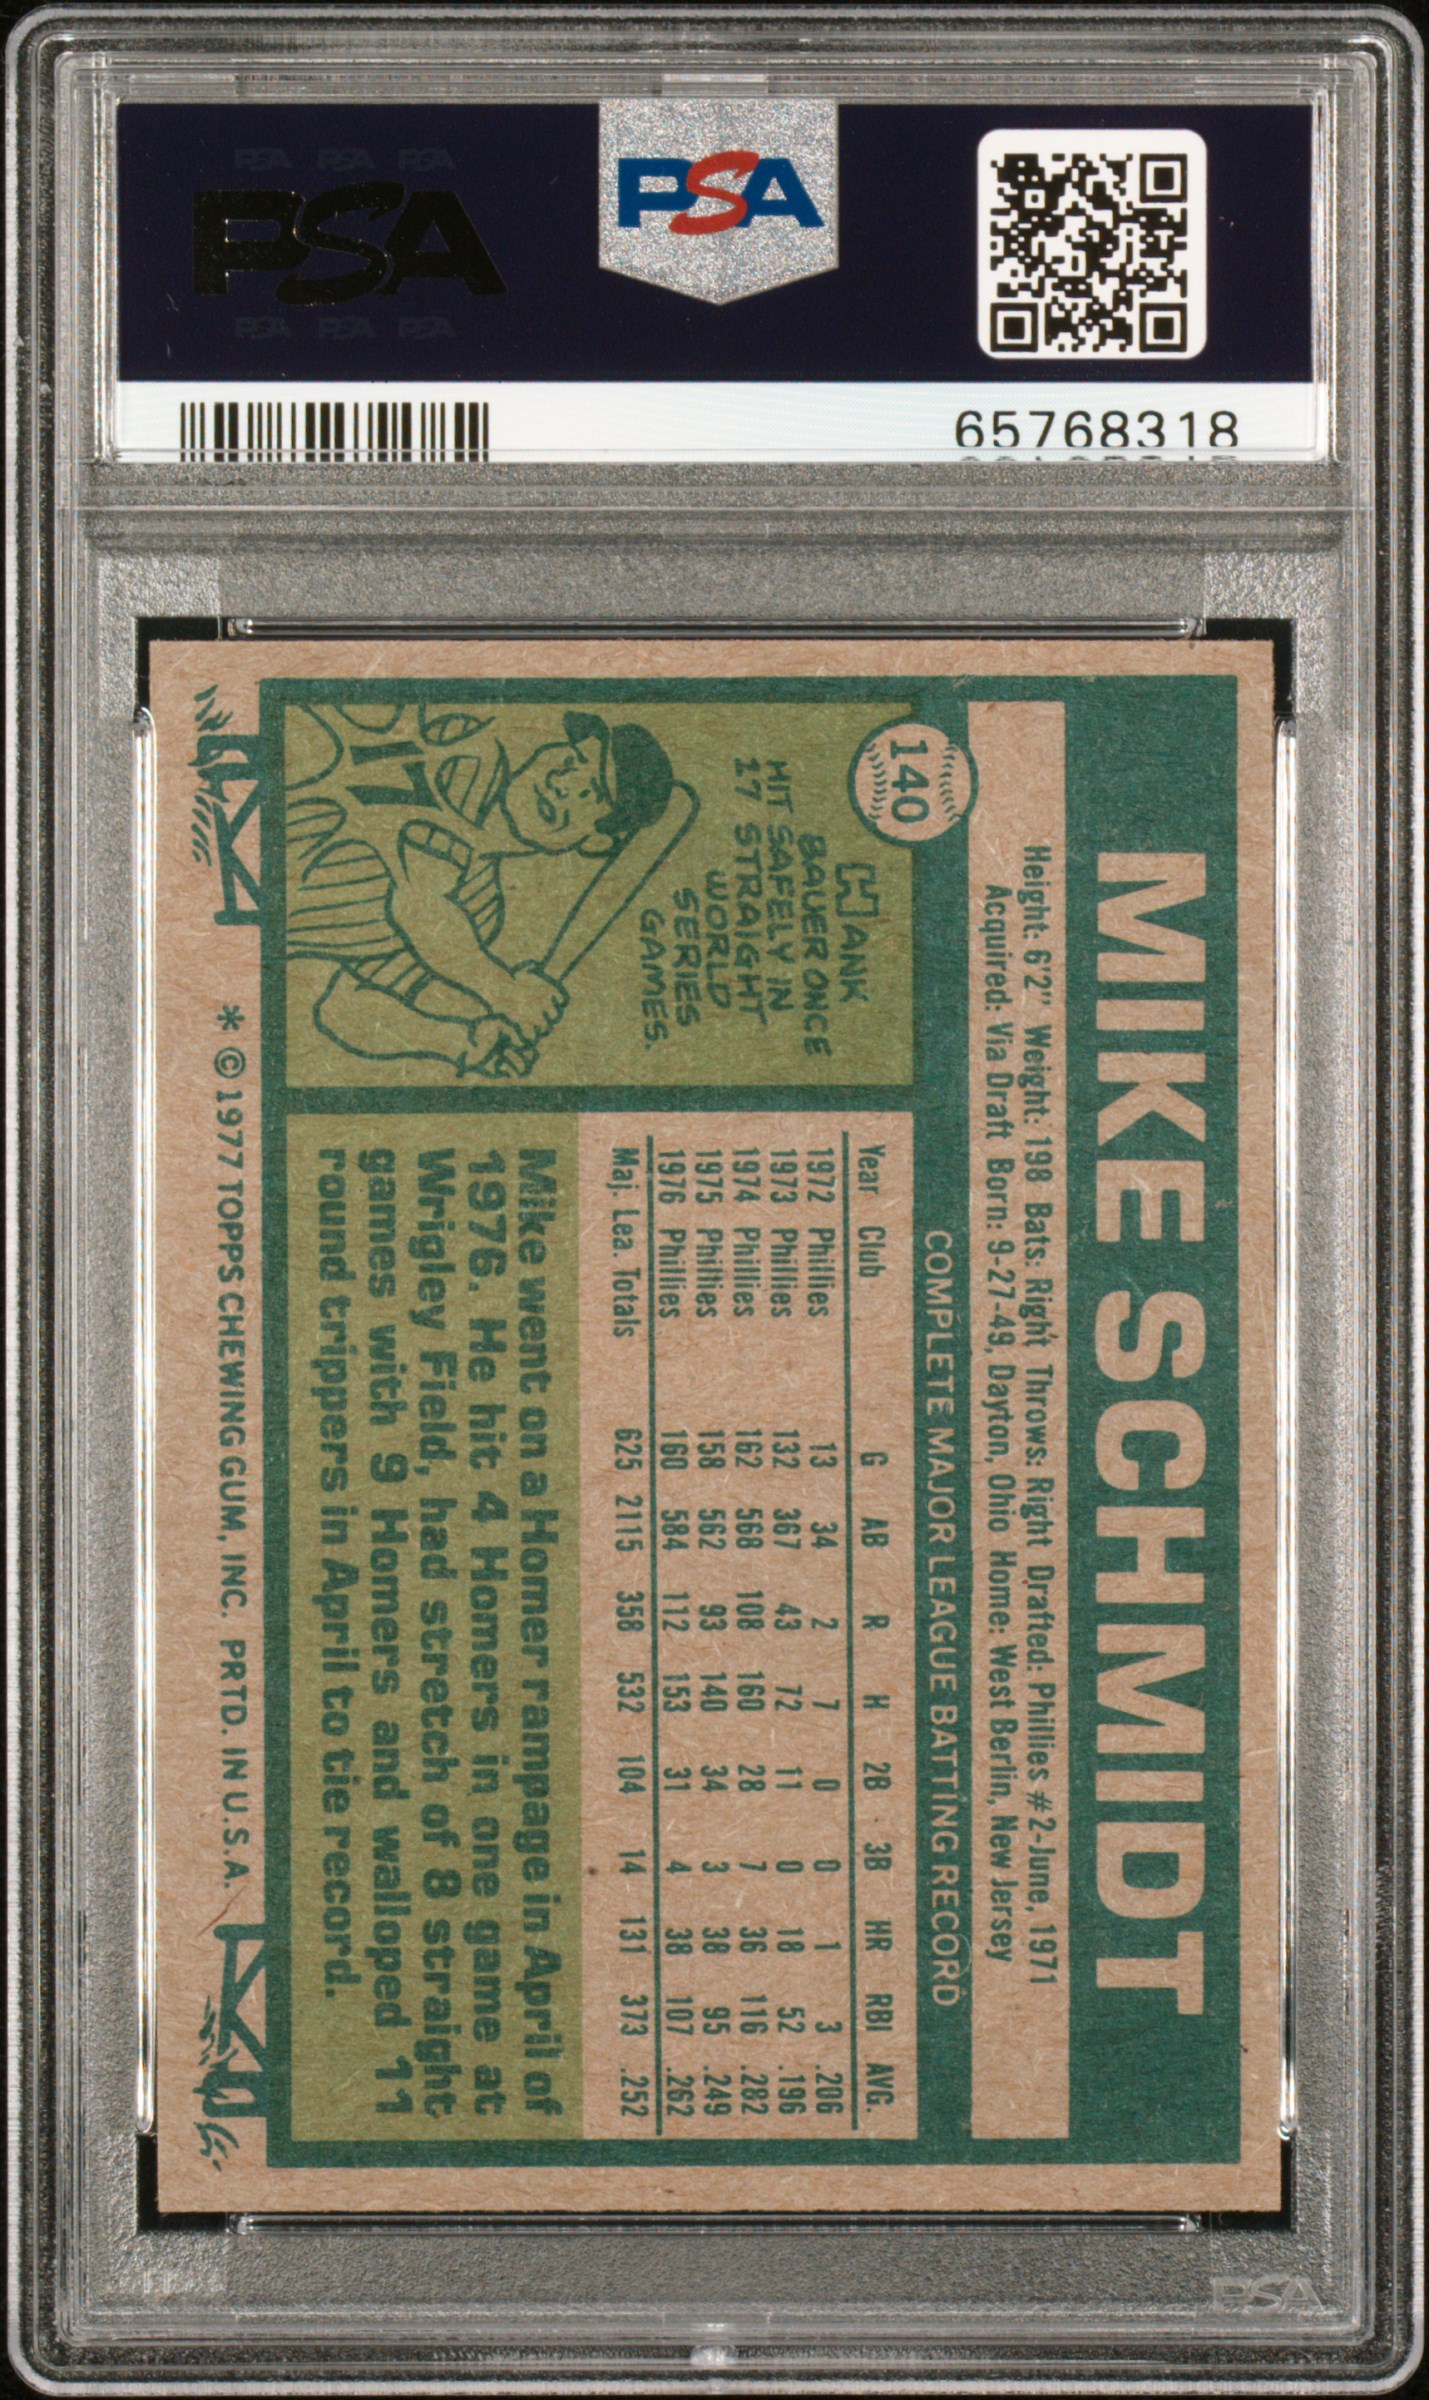 PSA PSA PSA
PSA
PSA PSA PSA
PSA
65768318
140
MIKE SCHMIDT
Height: 6'2" Weight: 198 Bats: Right Throws: Right Drafted: Phillies #2-June, 1971
Acquired: Via Draft Born: 9-27-49, Dayton, Ohio Home: West Berlin, New Jersey
COMPLETE MAJOR LEAGUE BATTING RECORD
HANK
BAUER ONCE
HIT SAFELY IN
17 STRAIGHT
WORLD
SERIES
GAMES.
17
Year Club G AB R H 2B 3B HR RBI AVG.
1972 Phillies 13 34 2 7 0 0 1 3 .206
1973 Phillies 132 367 43 72 11 0 18 52 .196
1974 Phillies 162 568 108 160 28 7 36 116 .282
1975 Phillies 158 562 93 140 34 3 38 95 .249
1976 Phillies 160 584 112 153 31 4 38 107 .262
Maj. Lea. Totals 625 2115 358 532 104 14 131 373 .252
Mike went on a Homer rampage in April of
1976. He hit 4 Homers in one game at
Wrigley Field, had stretch of 8 straight
games with 9 Homers and walloped 11
round trippers in April to tie record.
* © 1977 TOPPS CHEWING GUM, INC. PRTD. IN U.S.A.
PSA